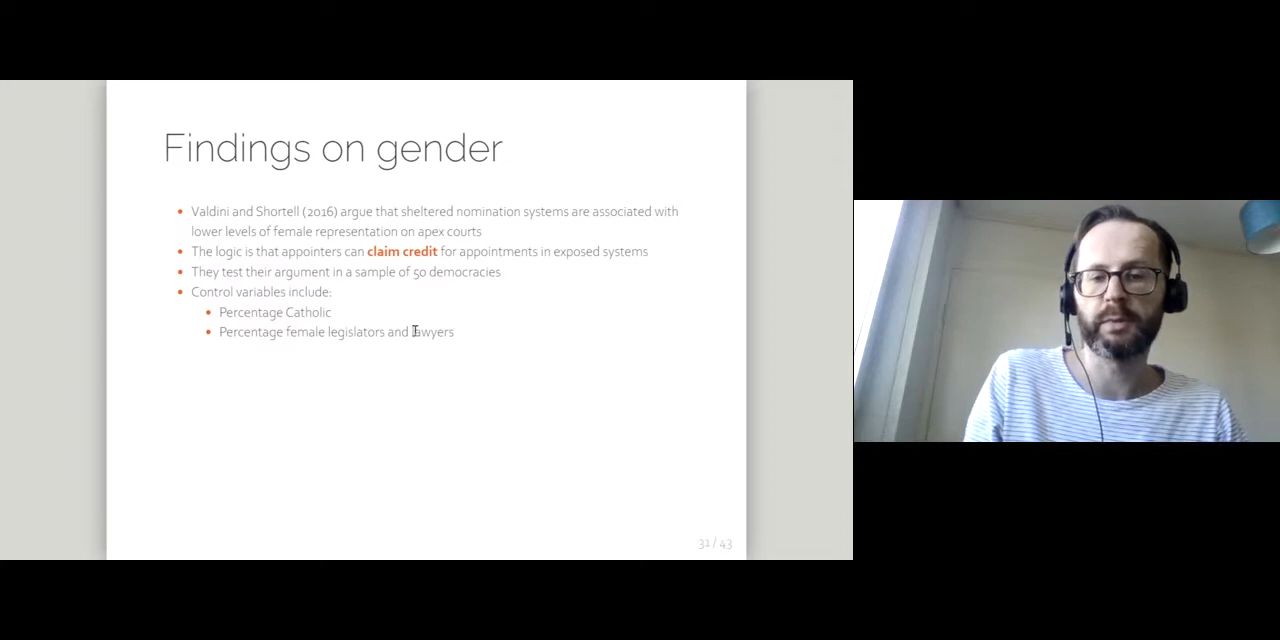 Findings on gender
Valdini and Shortell (2016) argue that sheltered nomination systems are associated with
lower levels of female representation on apex courts
The logic is that appointers can claim credit for appointments in exposed systems
They test their argument in a sample of 50 democracies
Control variables include:
Percentage Catholic
Percentage female legislators and lawyers
31 / 43